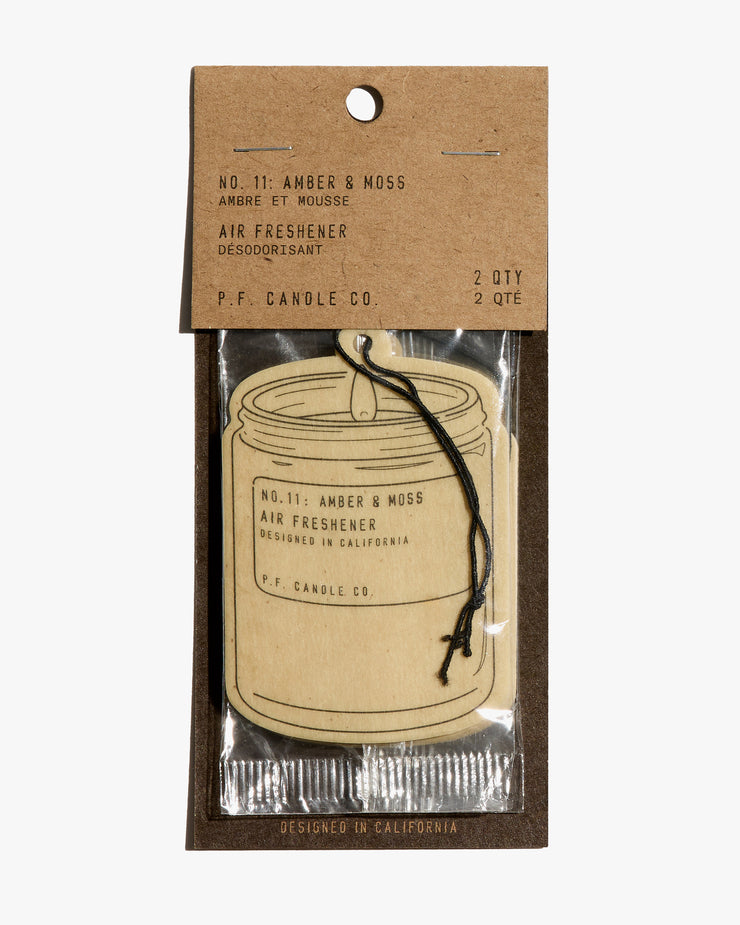 NO. 11: AMBER & MOSS
AMBRE ET MOUSSE
AIR FRESHENER
DÉSODORISANT
2 QTY
P.F. CANDLE CO.
2 QTÉ
NO.11: AMBER & MOSS
AIR FRESHENER
DESIGNED IN CALIFORNIA
P.F. CANDLE CO.
DESIGNED IN CALIFORNIA